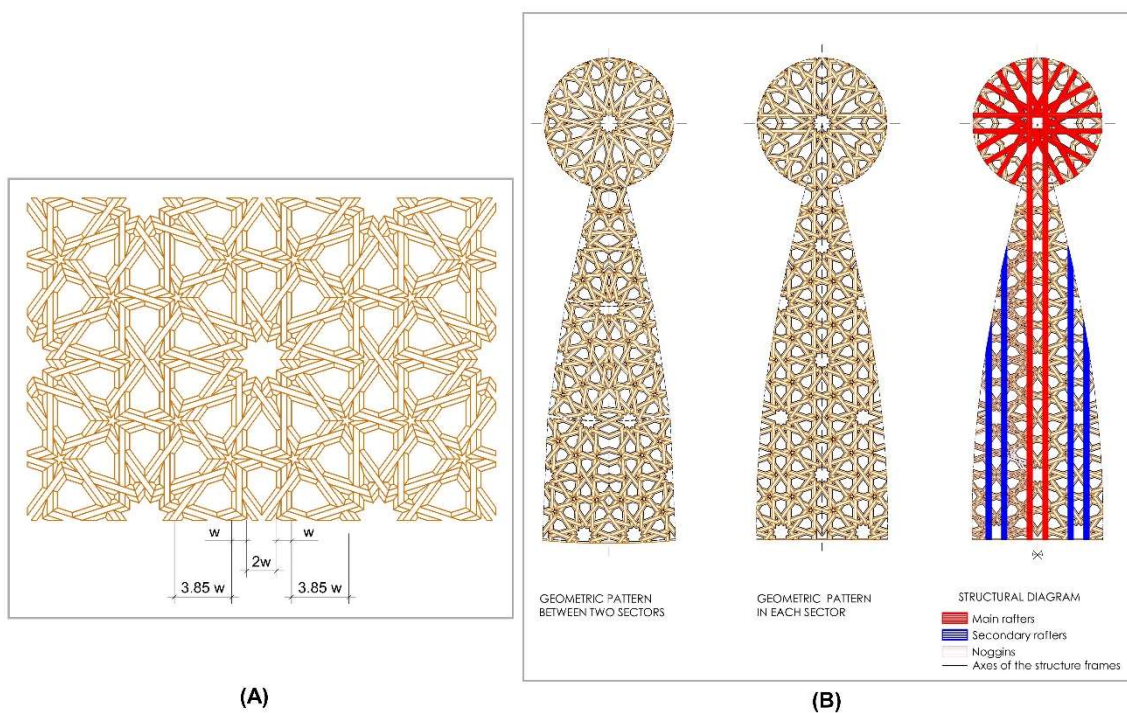 w
w
2w
3.85 w
3.85 w
(A)
GEOMETRIC PATTERN
BETWEEN TWO SECTORS
GEOMETRIC PATTERN
IN EACH SECTOR
STRUCTURAL DIAGRAM
Main rafters
Secondary rafters
Noggins
Axes of the structure frames
(B)